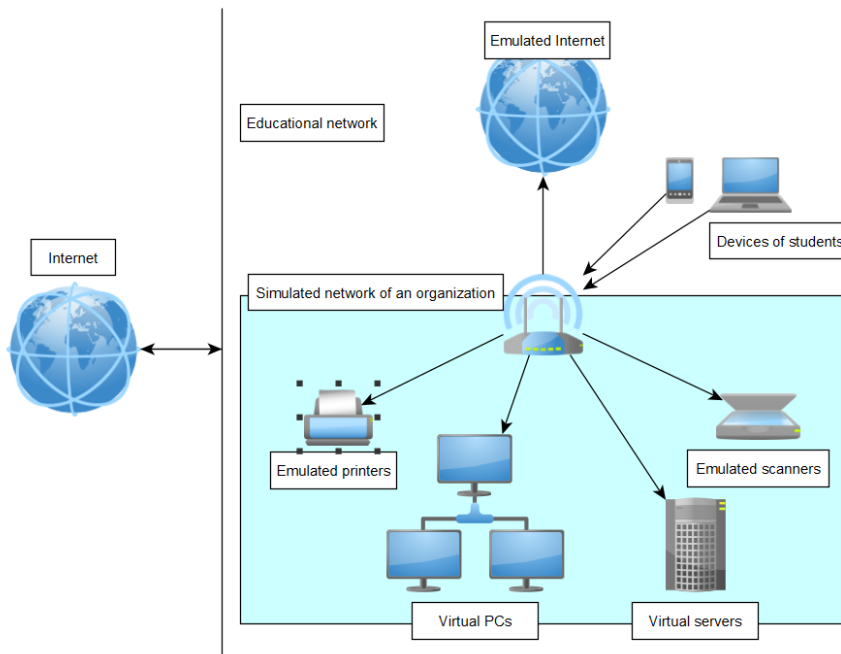 Emulated Internet
Educational network
Devices of students
Internet
Simulated network of an organization
Emulated printers
Emulated scanners
Virtual PCs
Virtual servers